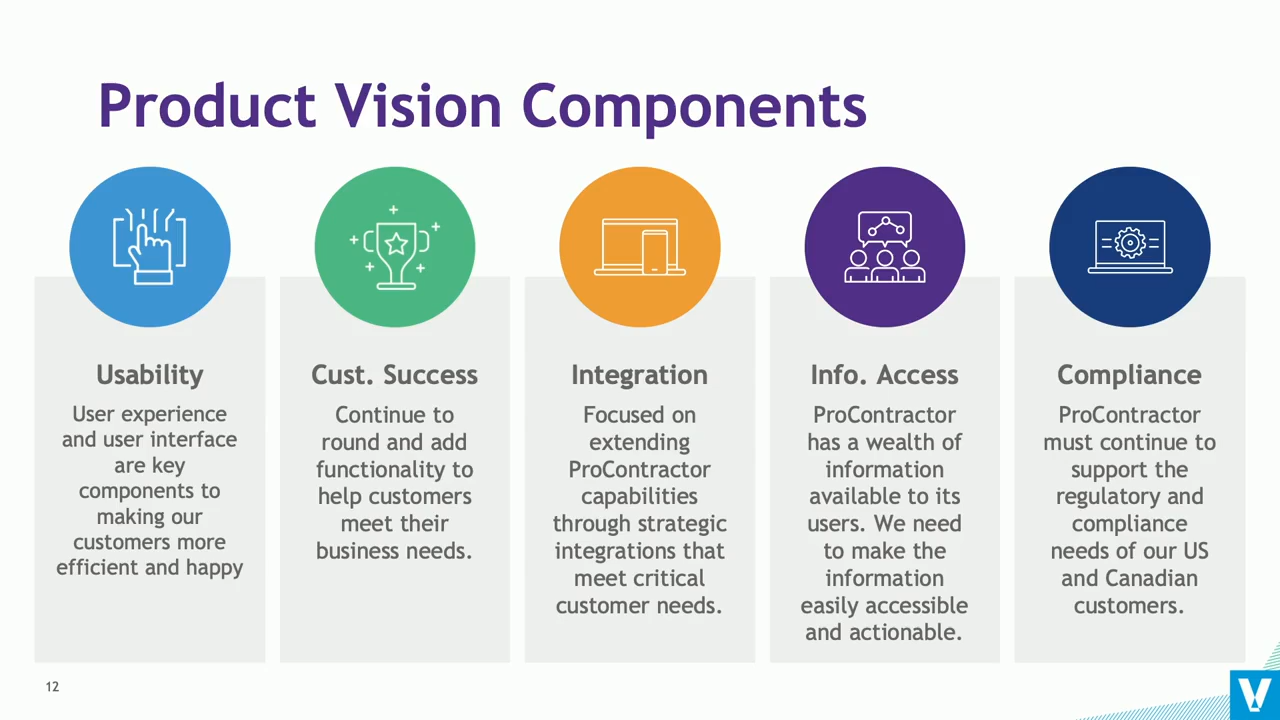 Product Vision Components
Usability
User experience
and user interface
are key
components to
making our
customers more
efficient and happy
Cust. Success
Continue to
round and add
functionality to
help customers
meet their
business needs.
Integration
Focused on
extending
ProContractor
capabilities
through strategic
integrations that
meet critical
customer needs.
Info. Access
ProContractor
has a wealth of
information
available to its
users. We need
to make the
information
easily accessible
and actionable.
Compliance
ProContractor
must continue to
support the
regulatory and
compliance
needs of our US
and Canadian
customers.
12